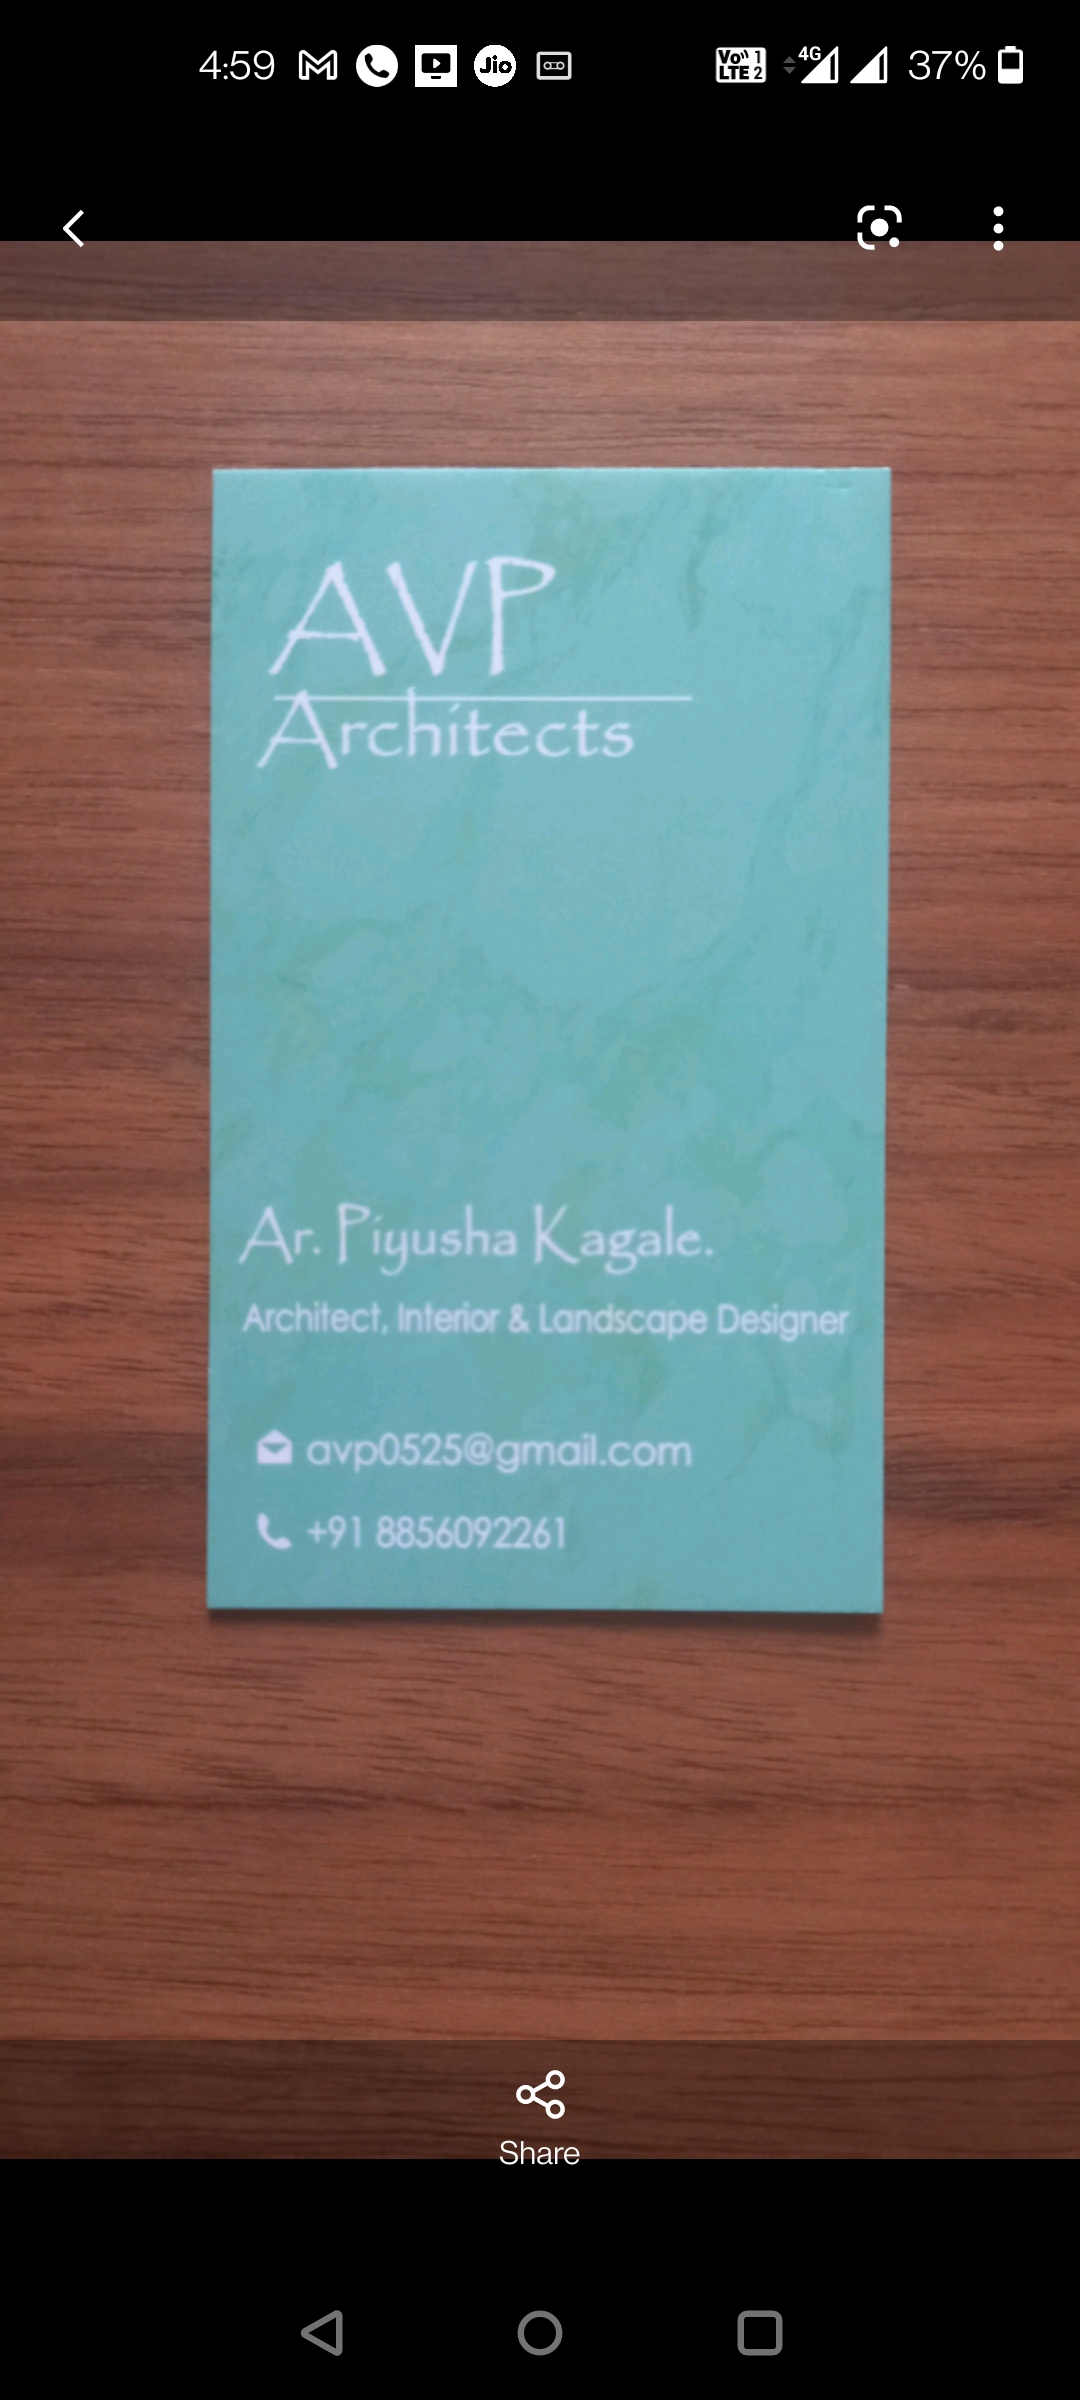 4:59 Jio Vo)) 1 LTE 2 4G 37%
AVP
Architects
Ar. Piyusha Kagale.
Architect, Interior & Landscape Designer
avp0525@gmail.com
+91 8856092261
Share